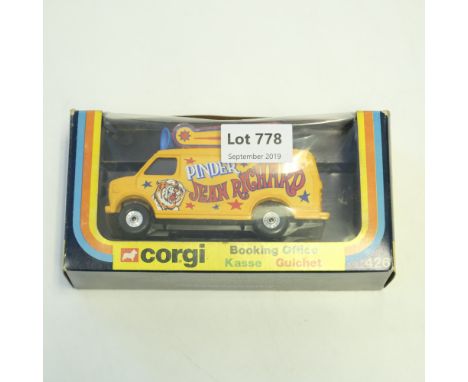 Lot 778
September 2019
PINDER
JEAN RICHARD
corgi
Booking Office
Kasse Guichet
426